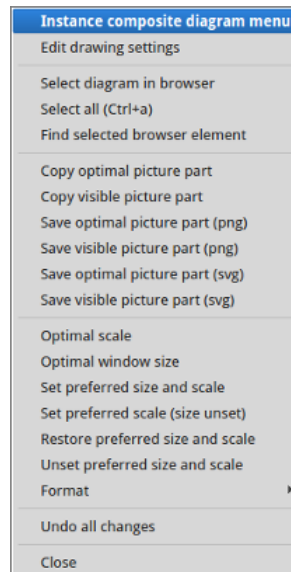 Instance composite diagram menu
Edit drawing settings
Select diagram in browser
Select all (Ctrl+a)
Find selected browser element
Copy optimal picture part
Copy visible picture part
Save optimal picture part (png)
Save visible picture part (png)
Save optimal picture part (svg)
Save visible picture part (svg)
Optimal scale
Optimal window size
Set preferred size and scale
Set preferred scale (size unset)
Restore preferred size and scale
Unset preferred size and scale
Format
Undo all changes
Close